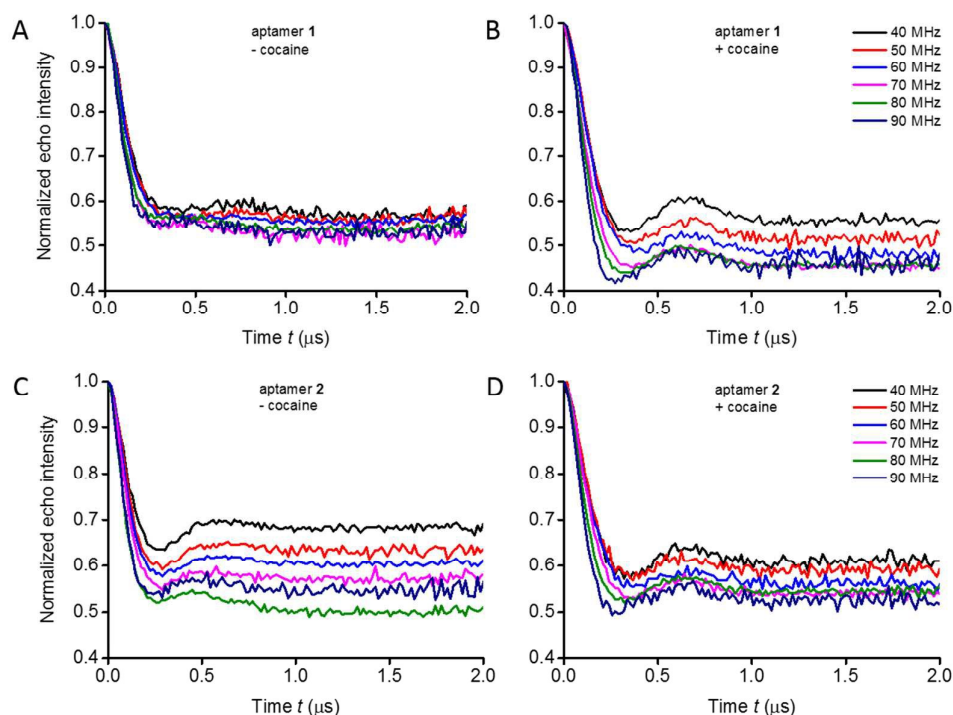 A
aptamer 1
- cocaine
Normalized echo intensity
1.0
0.9
0.8
0.7
0.6
0.5
0.4
0.0 0.5 1.0 1.5 2.0
Time t (μs)
B
aptamer 1
+ cocaine
40 MHz
50 MHz
60 MHz
70 MHz
80 MHz
90 MHz
1.0
0.9
0.8
0.7
0.6
0.5
0.4
0.0 0.5 1.0 1.5 2.0
Time t (μs)
C
aptamer 2
- cocaine
Normalized echo intensity
1.0
0.9
0.8
0.7
0.6
0.5
0.4
0.0 0.5 1.0 1.5 2.0
Time t (μs)
D
aptamer 2
+ cocaine
40 MHz
50 MHz
60 MHz
70 MHz
80 MHz
90 MHz
1.0
0.9
0.8
0.7
0.6
0.5
0.4
0.0 0.5 1.0 1.5 2.0
Time t (μs)